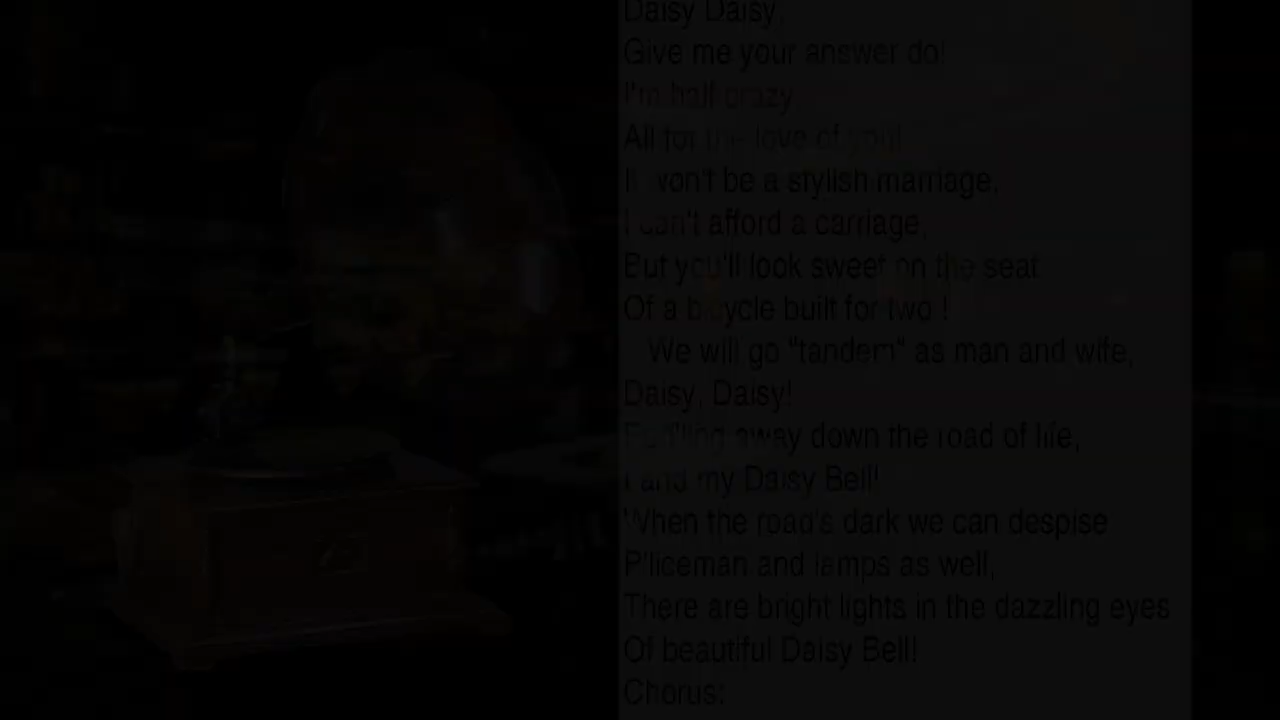 Daisy Daisy,
Give me your answer do!
I'm half crazy
All for the love of you!
It won't be a stylish marriage,
I can't afford a carriage,
But you'll look sweet on the seat
Of a bicycle built for two !
We will go "tandem" as man and wife,
Daisy, Daisy!
Ped'ling away down the road of life,
I and my Daisy Bell!
When the road's dark we can despise
P'liceman and lamps as well,
There are bright lights in the dazzling eyes
Of beautiful Daisy Bell!
Chorus: